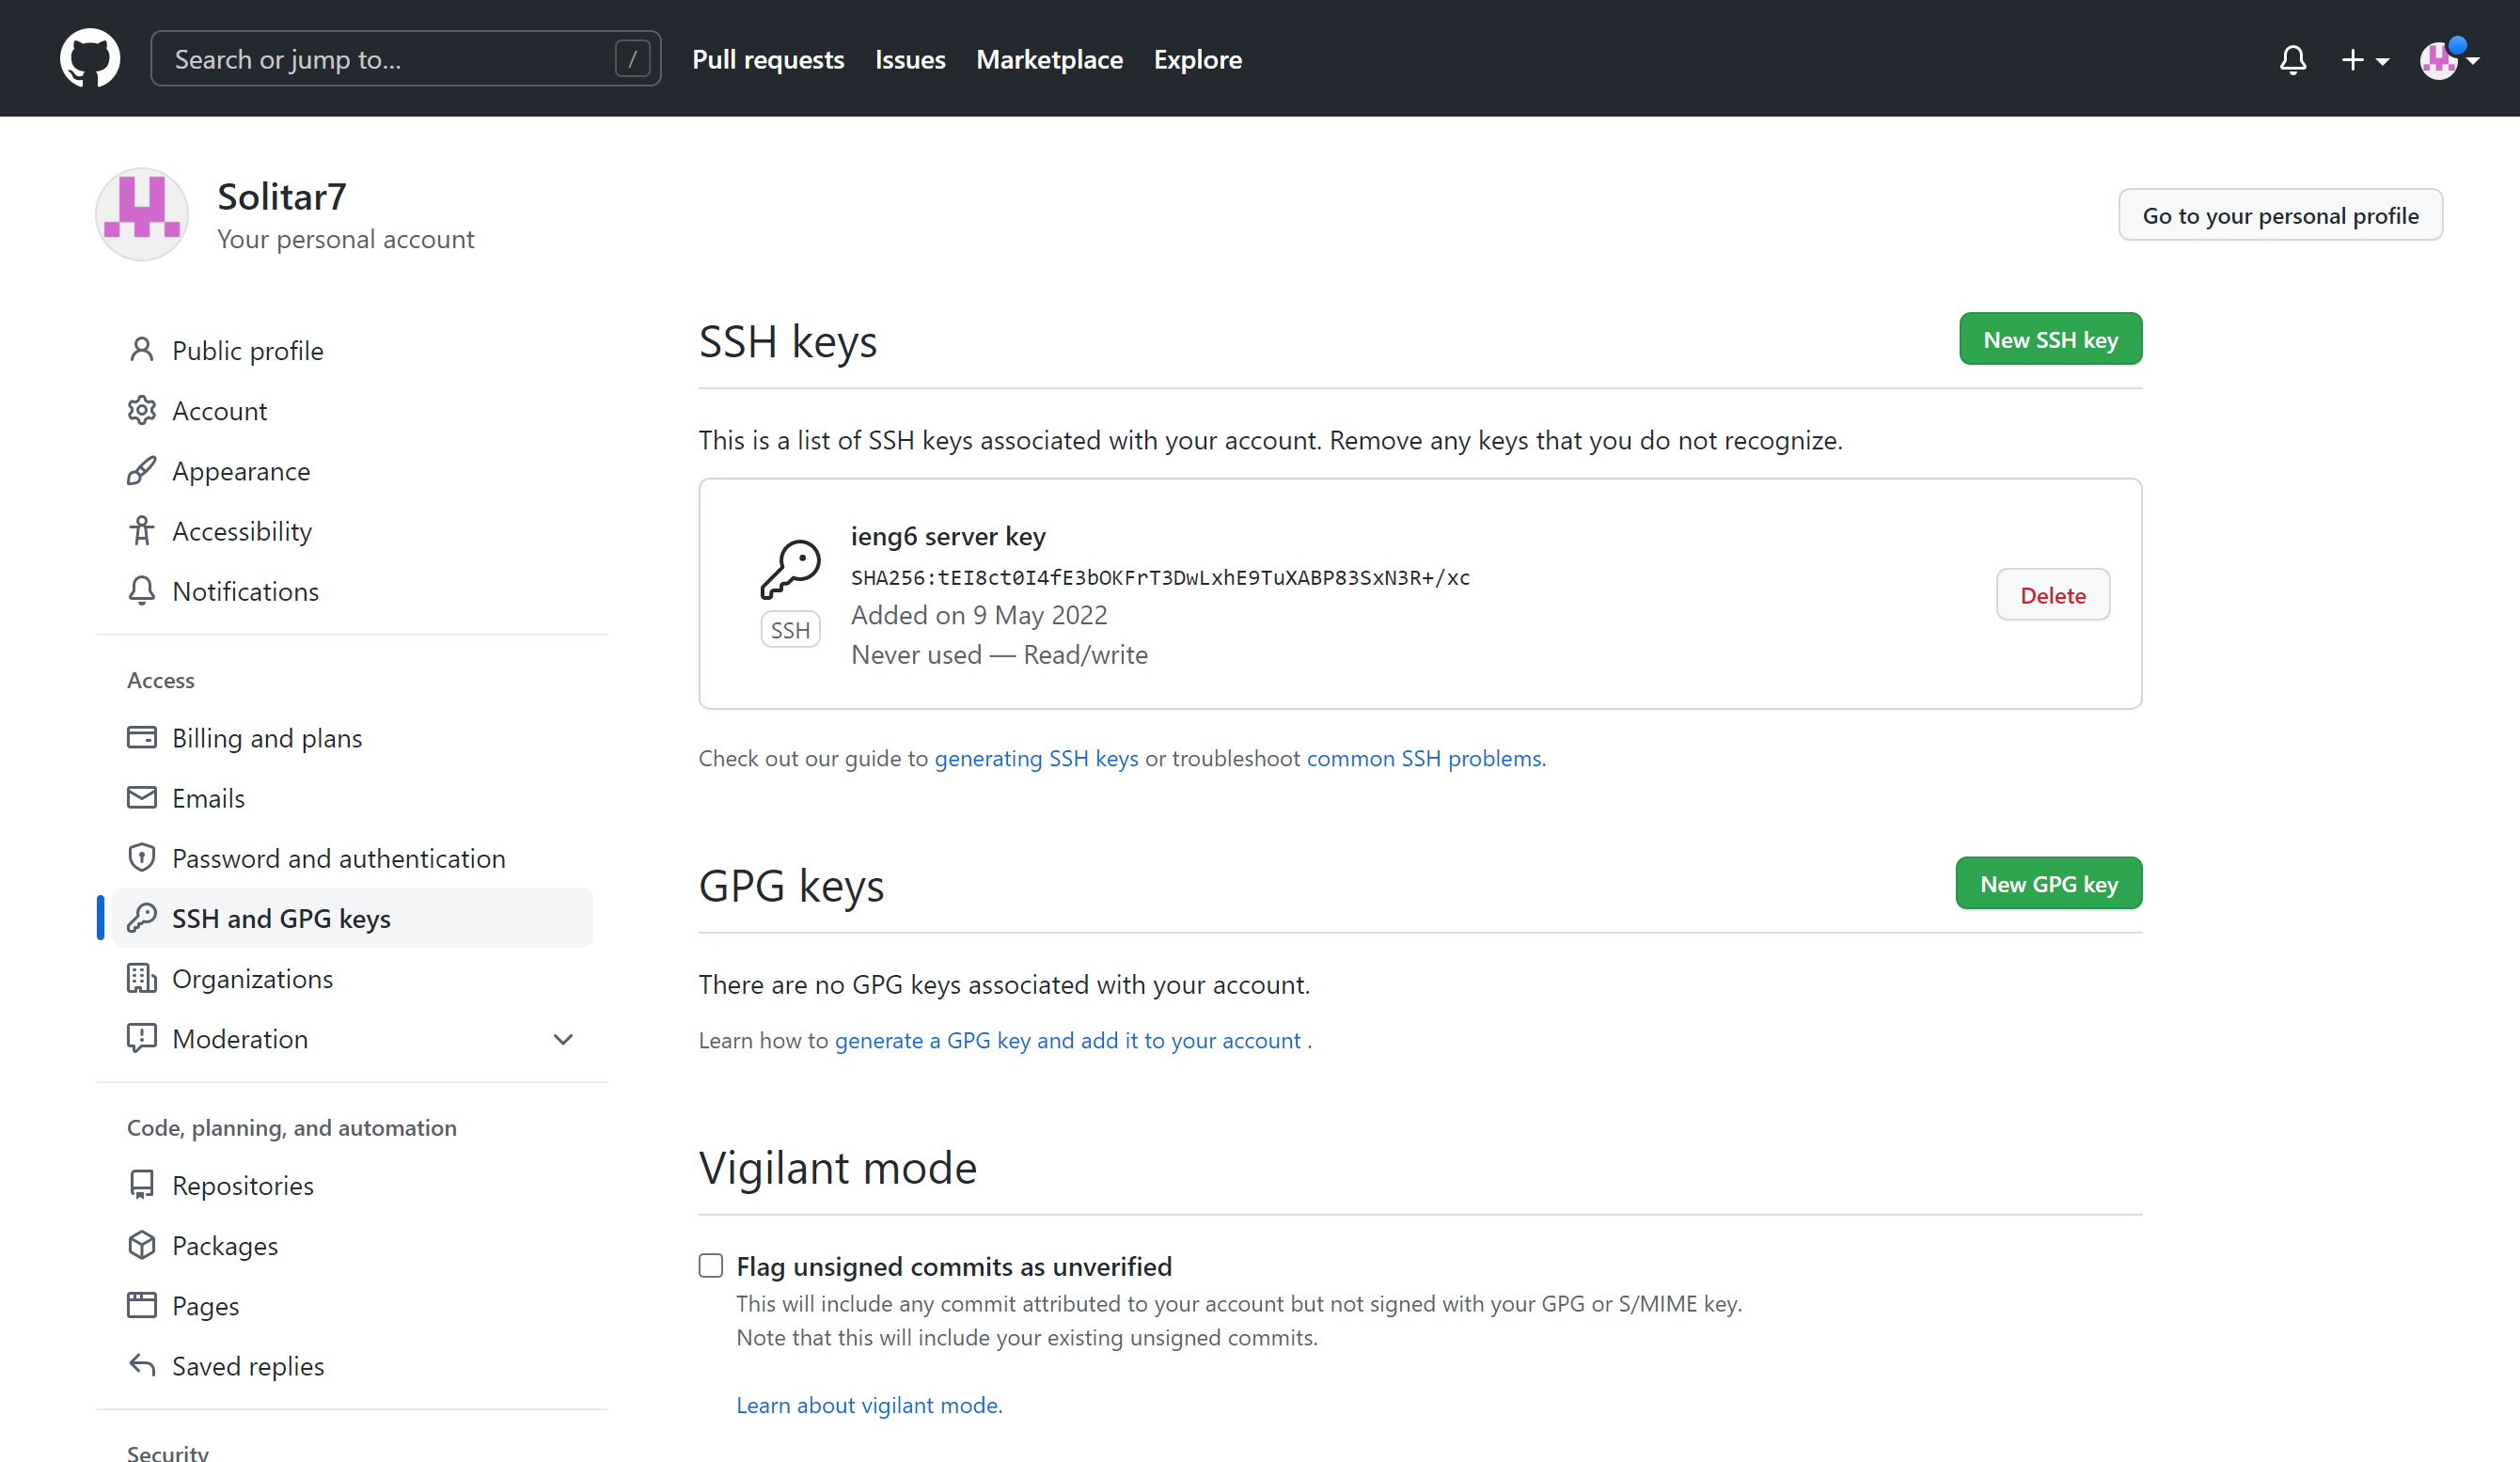 Search or jump to...
/
Pull requests
Issues
Marketplace
Explore
Solitar7
Your personal account
Go to your personal profile
Public profile
Account
Appearance
Accessibility
Notifications
Access
Billing and plans
Emails
Password and authentication
SSH and GPG keys
Organizations
Moderation
Code, planning, and automation
Repositories
Packages
Pages
Saved replies
Security
SSH keys
New SSH key
This is a list of SSH keys associated with your account. Remove any keys that you do not recognize.
ieng6 server key
SHA256:tEI8ct0I4fE3bOKFrT3DwLxhE9TuXABP83SxN3R+/xc
Added on 9 May 2022
Never used — Read/write
SSH
Delete
Check out our guide to generating SSH keys or troubleshoot common SSH problems.
GPG keys
New GPG key
There are no GPG keys associated with your account.
Learn how to generate a GPG key and add it to your account .
Vigilant mode
Flag unsigned commits as unverified
This will include any commit attributed to your account but not signed with your GPG or S/MIME key.
Note that this will include your existing unsigned commits.
Learn about vigilant mode.